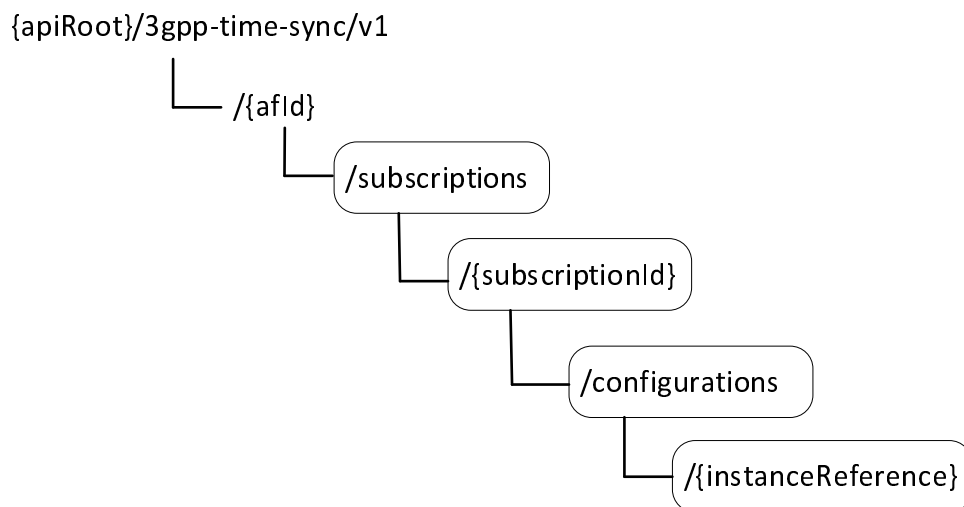 {apiRoot}/3gpp-time-sync/v1
/{afId}
/subscriptions
/{subscriptionId}
/configurations
/{instanceReference}